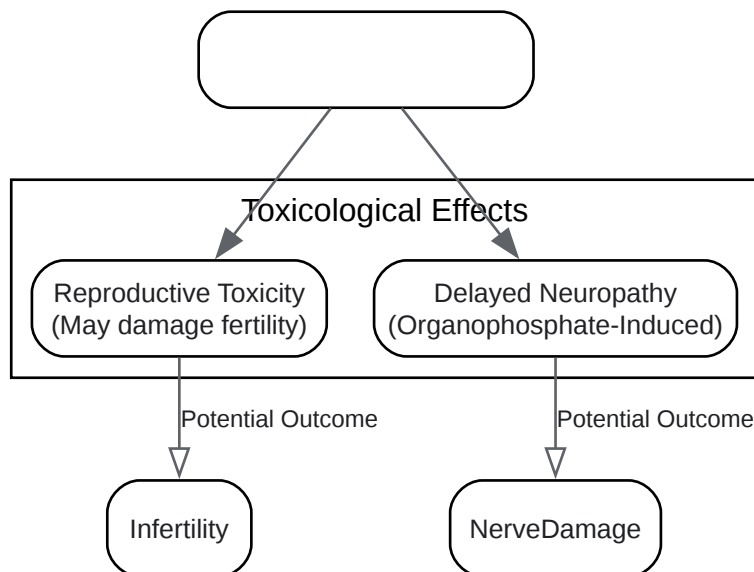 Toxicological Effects
Reproductive Toxicity
(May damage fertility)
Delayed Neuropathy
(Organophosphate-Induced)
Potential Outcome
Potential Outcome
Infertility
NerveDamage